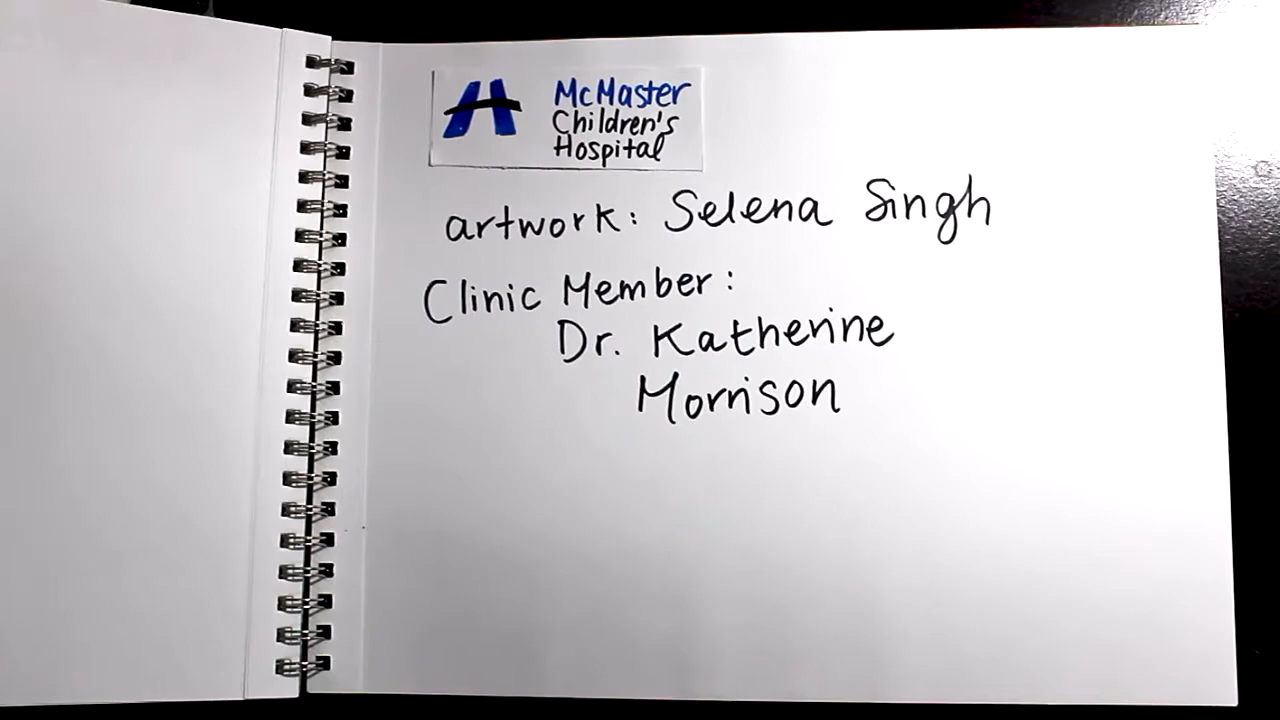 McMaster
Children's
Hospital
artwork: Selena Singh
Clinic Member:
Dr. Katherine
Morrison